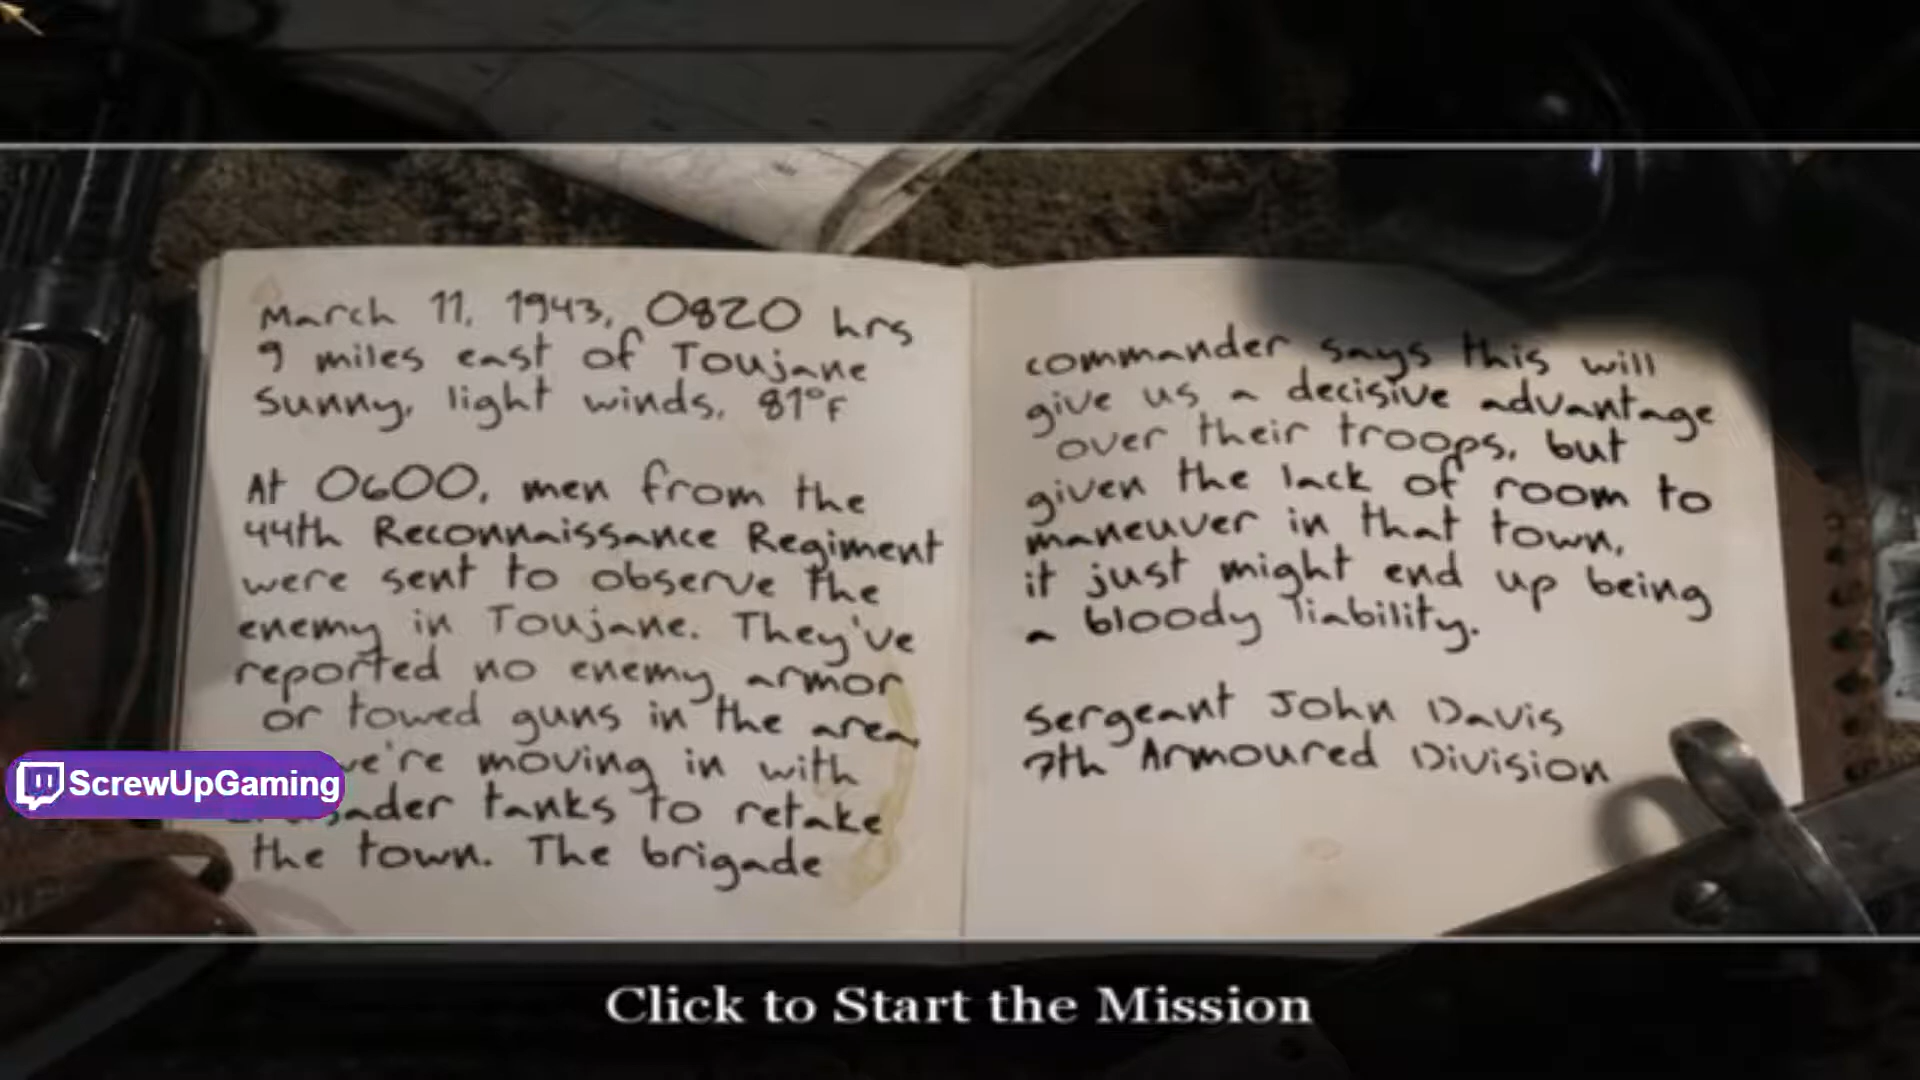 March 11, 1943, 0820 hrs
9 miles east of Toujane
Sunny, light winds, 81°F
At 0600, men from the
44th Reconnaissance Regiment
were sent to observe the
enemy in Toujane. They've
reported no enemy armor
or towed guns in the area
we're moving in with
tanks to retake
the town. The brigade
commander says this will
give us a decisive advantage
over their troops, but
given the lack of room to
maneuver in that town,
it just might end up being
a bloody liability.
Sergeant John Davis
7th Armoured Division
ScrewUpGaming
Click to Start the Mission